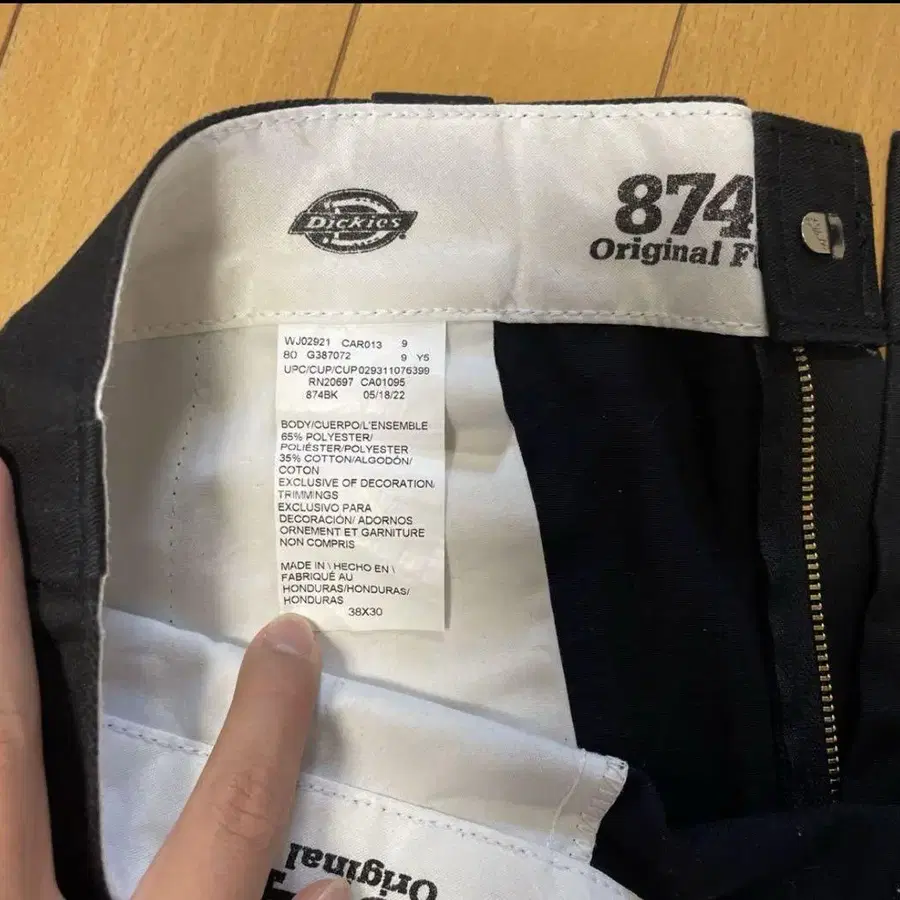 Dickies
874
Original F
WJ02921 CAR013 9
80 G387072 9 Y5
UPC/CUP/CUP029311076399
RN20697 CA01095
874BK 05/18/22
BODY/CUERPO/L'ENSEMBLE
65% POLYESTER/
POLIÉSTER/POLYESTER
35% COTTON/ALGODÓN/
COTON
EXCLUSIVE OF DECORATION/
TRIMMINGS
EXCLUSIVO PARA
DECORACIÓN/ ADORNOS
ORNEMENT ET GARNITURE
NON COMPRIS
MADE IN \ HECHO EN \
FABRIQUÉ AU
HONDURAS/HONDURAS/
HONDURAS
38X30
Original